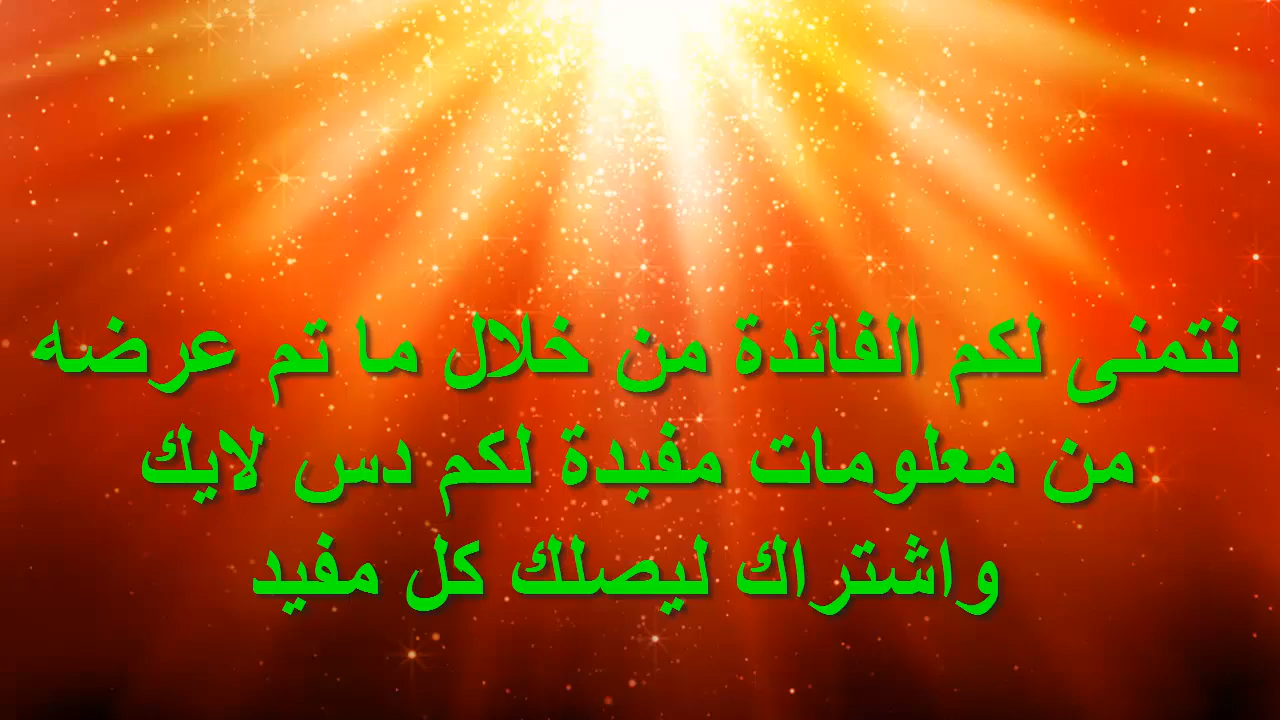 نتمنى لكم الفائدة من خلال ما تم عرضه
من معلومات مفيدة لكم دس لايك
واشتراك ليصلك كل مفيد